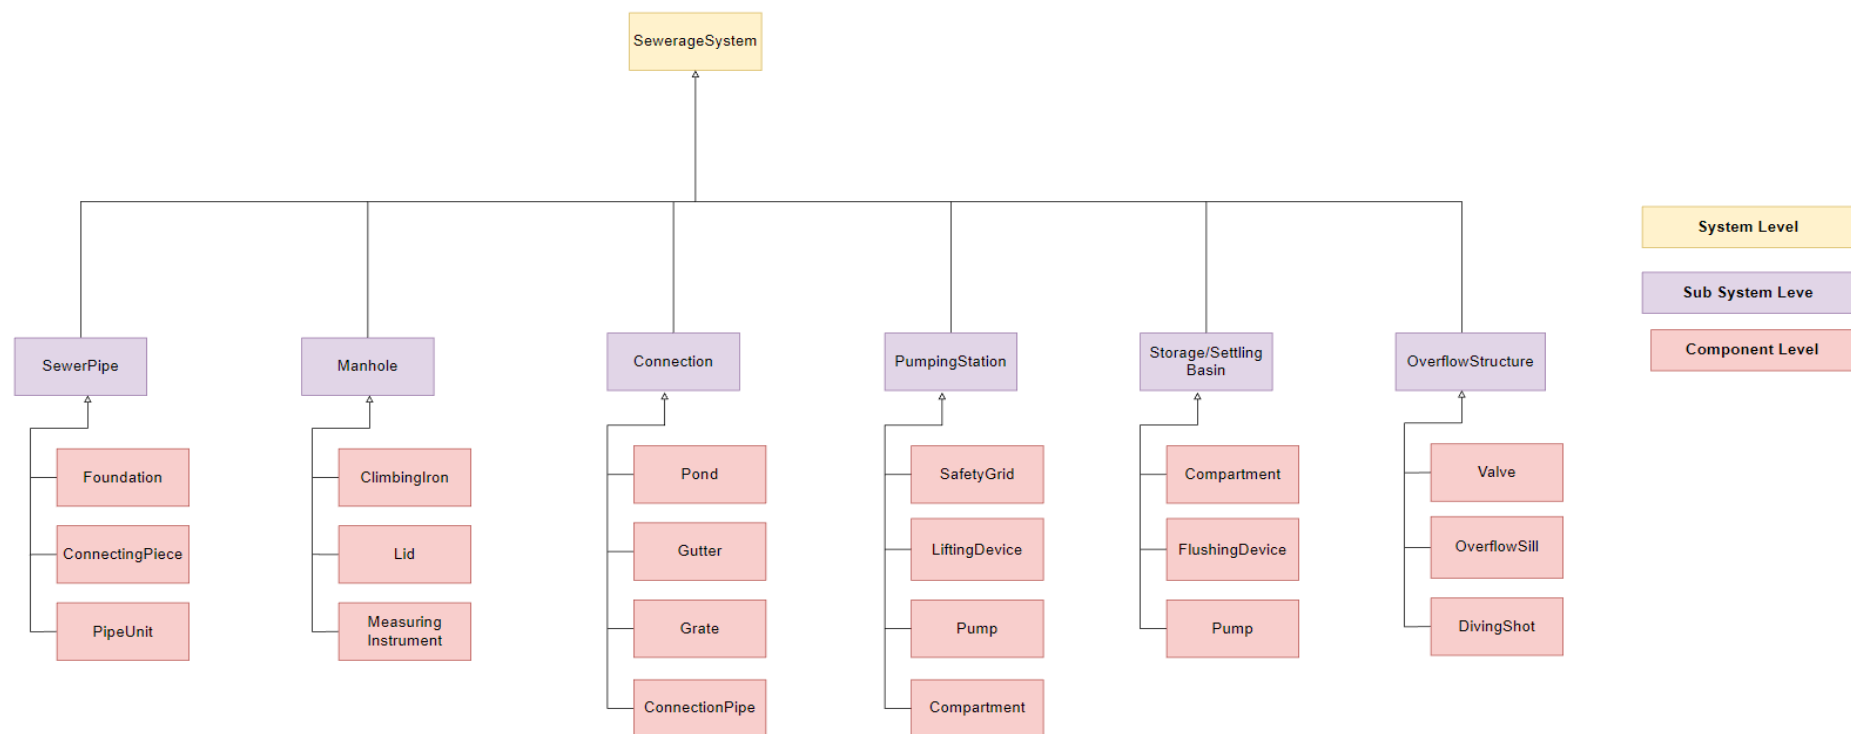 SewerageSystem
System Level
Sub System Leve
Component Level
SewerPipe
Manhole
Connection
PumpingStation
Storage/Settling
Basin
OverflowStructure
Foundation
ConnectingPiece
PipeUnit
ClimbingIron
Lid
Measuring
Instrument
Pond
Gutter
Grate
ConnectionPipe
SafetyGrid
LiftingDevice
Pump
Compartment
Compartment
FlushingDevice
Pump
Valve
OverflowSill
DivingShot